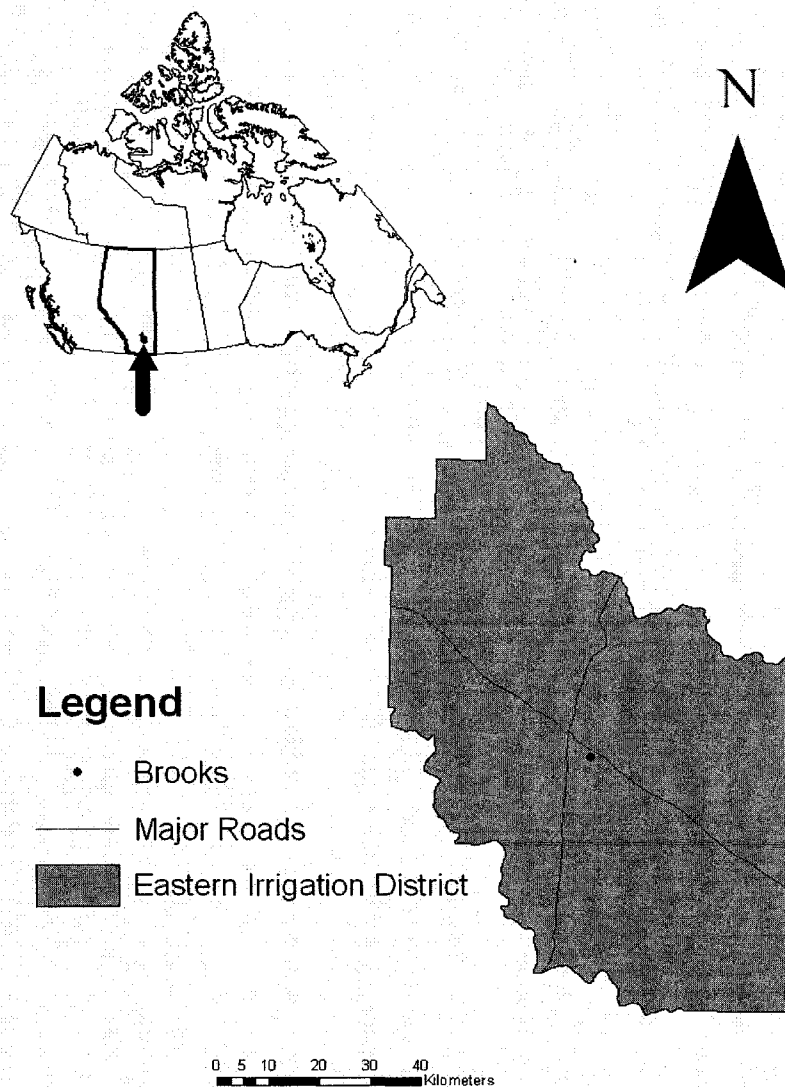 N
Legend
Brooks
Major Roads
Eastern Irrigation District
0 5 10 20 30 40
Kilometers